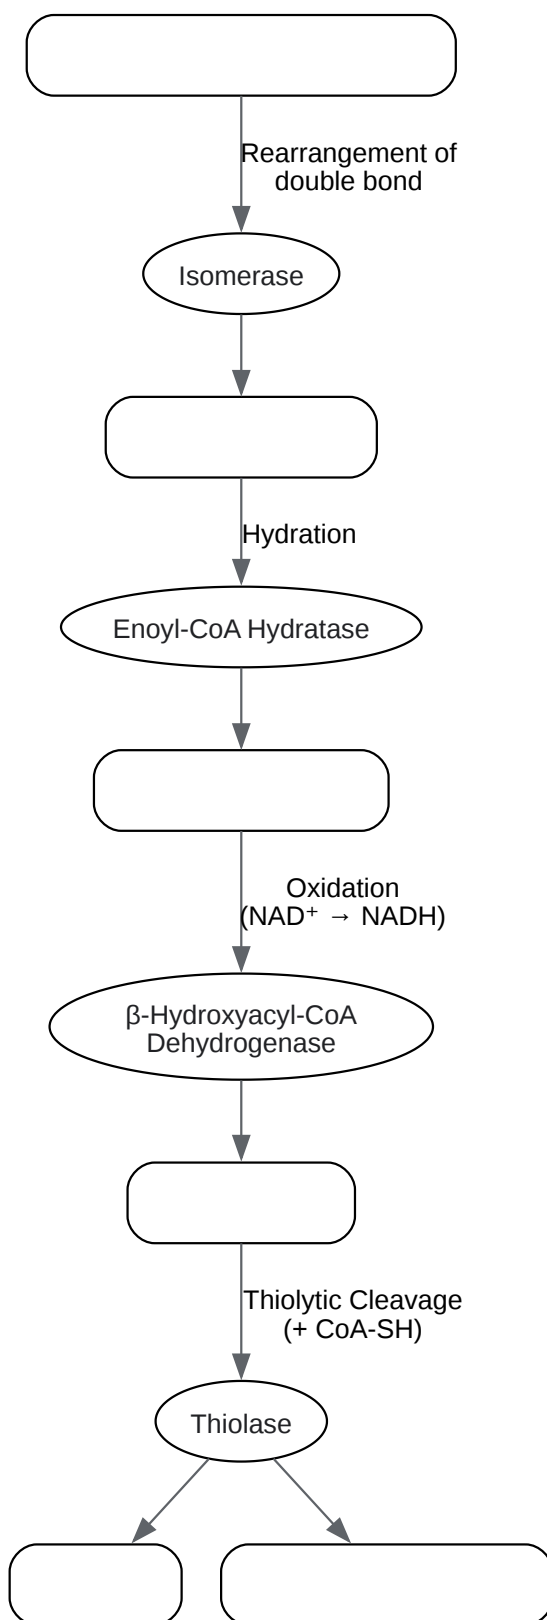 Rearrangement of
double bond
Isomerase
Hydration
Enoyl-CoA Hydratase
Oxidation
(NAD⁺ → NADH)
β-Hydroxyacyl-CoA
Dehydrogenase
Thiolytic Cleavage
(+ CoA-SH)
Thiolase